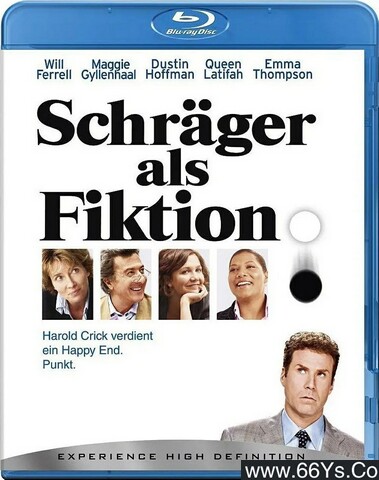 Blu-ray Disc
Will Ferrell
Maggie Gyllenhaal
Dustin Hoffman
Queen Latifah
Emma Thompson
Schräger
als
Fiktion
Harold Crick verdient
ein Happy End.
Punkt.
EXPERIENCE HIGH DEFINITION
www.66Ys.Co